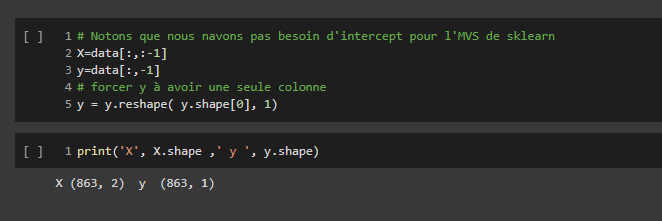 [ ] 1 # Notons que nous navons pas besoin d'intercept pour l'MVS de sklearn
2 X=data[:,:-1]
3 y=data[:,-1]
4 # forcer y à avoir une seule colonne
5 y = y.reshape( y.shape[0], 1)
[ ] 1 print('X', X.shape ,' y ', y.shape)
X (863, 2)  y  (863, 1)